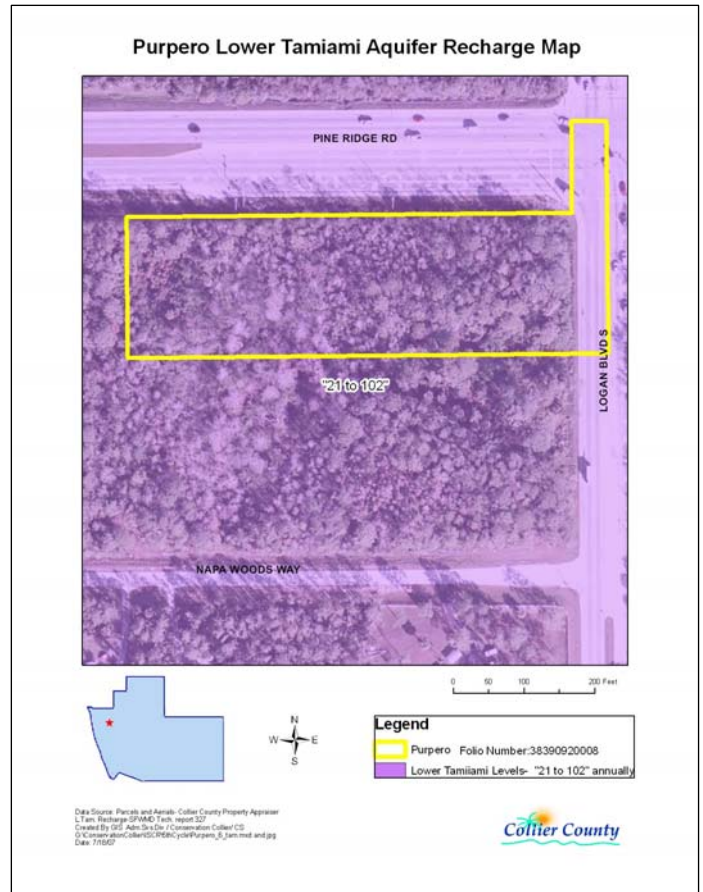 Purpero Lower Tamiami Aquifer Recharge Map
PINE RIDGE RD
LOGAN BLVD S
"21 to 102"
NAPA WOODS WAY
0 50 100 200 Feet
N
W E
S
Legend
Purpero Folio Number:38390920008
Lower Tamiiami Levels- "21 to 102" annually
Data Source: Parcels and Aerials- Collier County Property Appraiser
L.Tam. Recharge-SFWMD Tech. report 327
Created By:GIS Adm.Svs.Div / Conservation Collier/ CS
Date: 7/16/07
Collier County